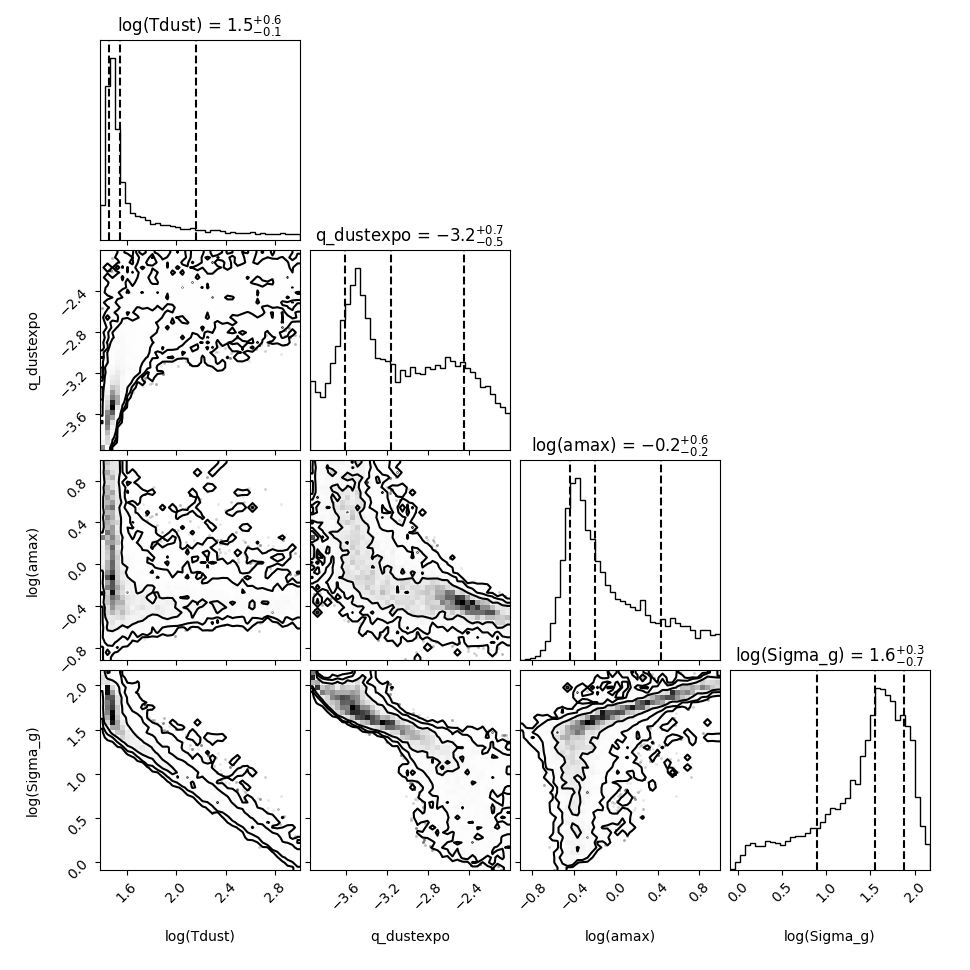 log(Tdust) = 1.5+0.6−0.1
q_dustexpo = −3.2+0.7−0.5
q_dustexpo
−2.4
−2.8
−3.2
−3.6
log(amax) = −0.2+0.6−0.2
log(amax)
0.8
0.4
0.0
−0.4
−0.8
log(Sigma_g) = 1.6+0.3−0.7
log(Sigma_g)
2.0
1.5
1.0
0.5
0.0
1.6 2.0 2.4 2.8 −3.6 −3.2 −2.8 −2.4 −0.8 −0.4 0.0 0.4 0.8 0.0 0.5 1.0 1.5 2.0
log(Tdust) q_dustexpo log(amax) log(Sigma_g)